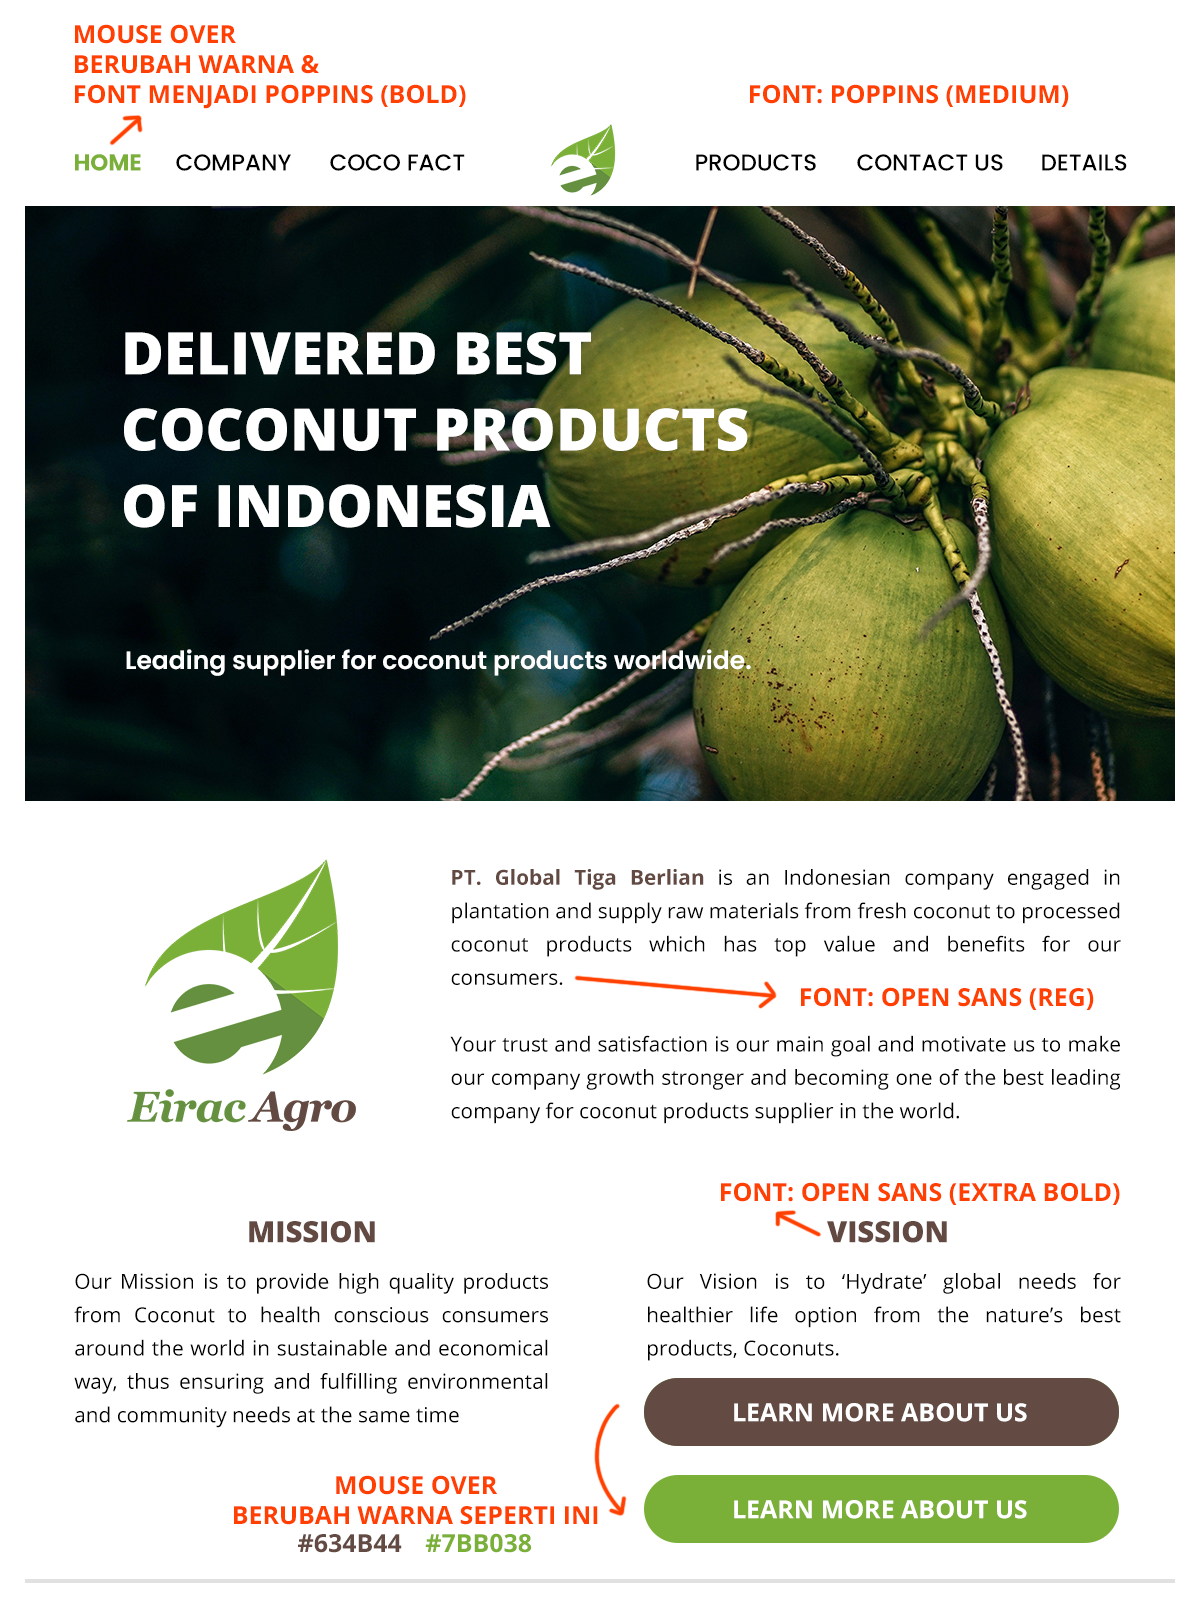 MOUSE OVER
BERUBAH WARNA &
FONT MENJADI POPPINS (BOLD)
FONT: POPPINS (MEDIUM)
HOME COMPANY COCO FACT e PRODUCTS CONTACT US DETAILS
DELIVERED BEST
COCONUT PRODUCTS
OF INDONESIA
Leading supplier for coconut products worldwide.
e
Eirac Agro
PT. Global Tiga Berlian is an Indonesian company engaged in
plantation and supply raw materials from fresh coconut to processed
coconut products which has top value and benefits for our
consumers.
FONT: OPEN SANS (REG)
Your trust and satisfaction is our main goal and motivate us to make
our company growth stronger and becoming one of the best leading
company for coconut products supplier in the world.
MISSION
Our Mission is to provide high quality products
from Coconut to health conscious consumers
around the world in sustainable and economical
way, thus ensuring and fulfilling environmental
and community needs at the same time
FONT: OPEN SANS (EXTRA BOLD)
VISSION
Our Vision is to ‘Hydrate’ global needs for
healthier life option from the nature’s best
products, Coconuts.
LEARN MORE ABOUT US
MOUSE OVER
BERUBAH WARNA SEPERTI INI
#634B44 #7BB038
LEARN MORE ABOUT US